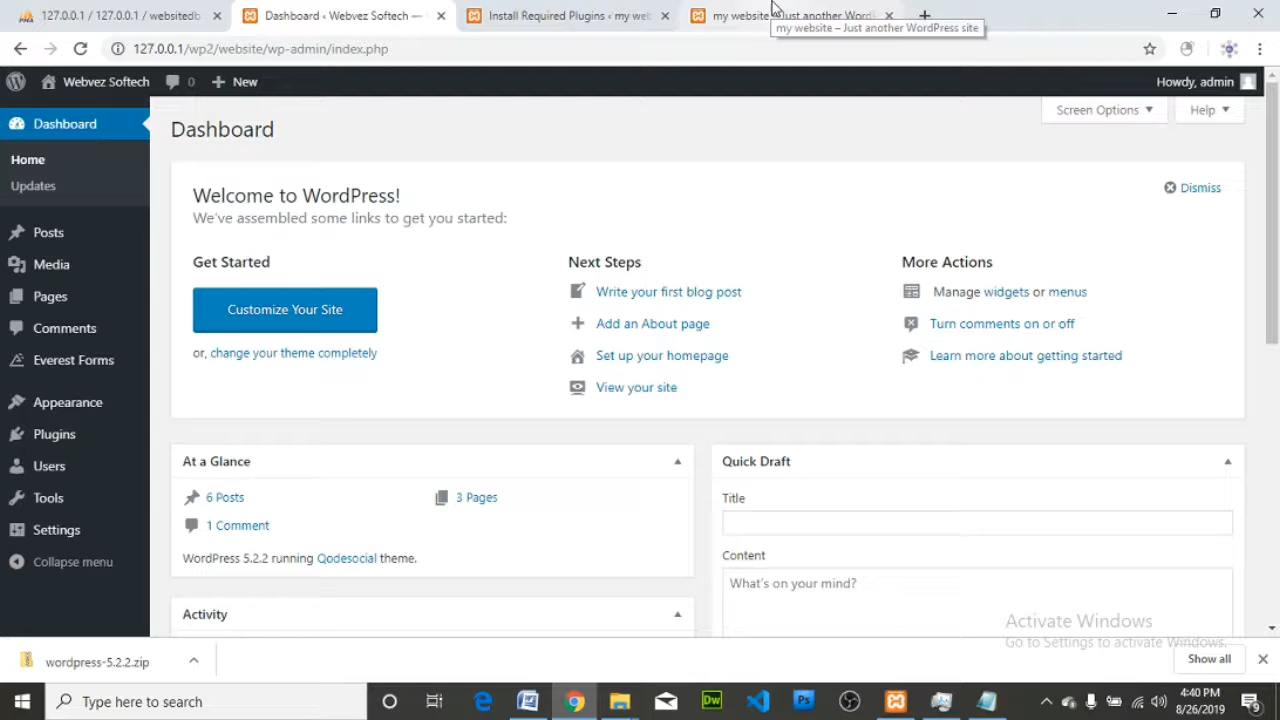 127.0.0.1 / 127.0.0.1 / websitedb
Dashboard ‹ Webvez Softech —
Install Required Plugins ‹ my web
my website – Just another Word
my website – Just another WordPress site
127.0.0.1/wp2/website/wp-admin/index.php
Webvez Softech
0
New
Howdy, admin
Dashboard
Home
Updates
Posts
Media
Pages
Comments
Everest Forms
Appearance
Plugins
Users
Tools
Settings
Collapse menu
Dashboard
Screen Options
Help
Welcome to WordPress!
We've assembled some links to get you started:
Dismiss
Get Started
Customize Your Site
or, change your theme completely
Next Steps
Write your first blog post
Add an About page
Set up your homepage
View your site
More Actions
Manage widgets or menus
Turn comments on or off
Learn more about getting started
At a Glance
6 Posts
3 Pages
1 Comment
WordPress 5.2.2 running Qodesocial theme.
Activity
Quick Draft
Title
Content
What's on your mind?
Activate Windows
Go to Settings to activate Windows.
wordpress-5.2.2.zip
Show all
Type here to search
Dw
Ps
4:40 PM
8/26/2019
9